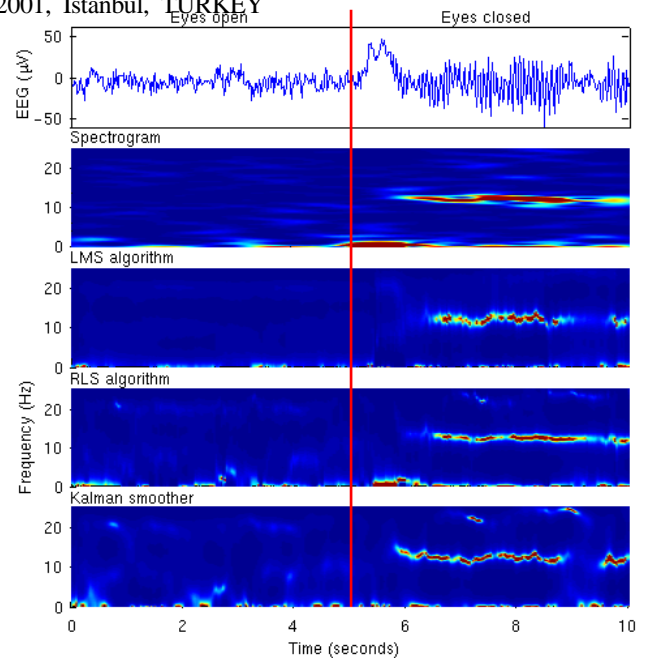 2001, Istanbul, TURKEY
Eyes open Eyes closed
EEG (µV)
50
0
−50
Spectrogram
20
10
0
LMS algorithm
20
10
0
RLS algorithm
20
10
0
Frequency (Hz)
Kalman smoother
20
10
0
0 2 4 6 8 10
Time (seconds)